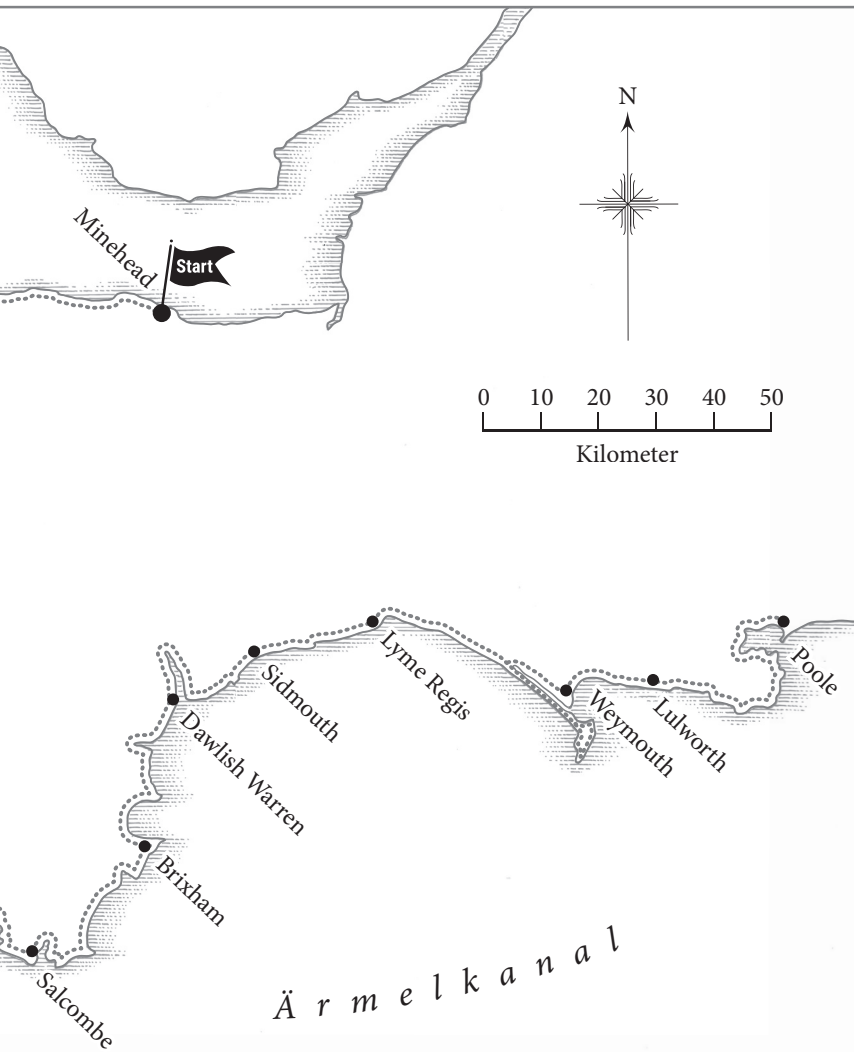 N
Minehead
Start
0 10 20 30 40 50
Kilometer
Lyme Regis
Poole
Sidmouth
Weymouth
Lulworth
Dawlish Warren
Brixham
Salcombe
Ärmelkanal